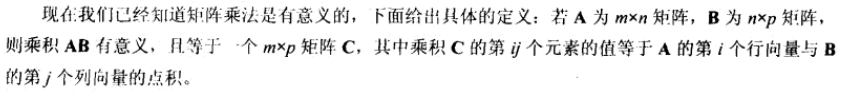 现在我们已经知道矩阵乘法是有意义的，下面给出具体的定义：若 A 为 m×n 矩阵，B 为 n×p 矩阵，
则乘积 AB 有意义，且等于一个 m×p 矩阵 C，其中乘积 C 的第 ij 个元素的值等于 A 的第 i 个行向量与 B
的第 j 个列向量的点积。